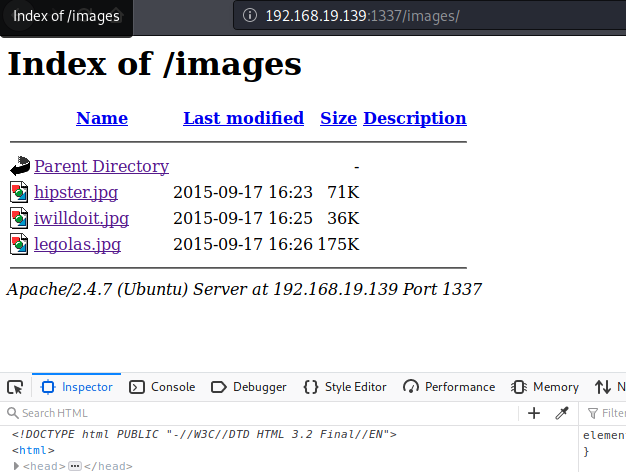 Index of /images
192.168.19.139:1337/images/
Index of /images
Name Last modified Size Description
Parent Directory -
hipster.jpg 2015-09-17 16:23 71K
iwilldoit.jpg 2015-09-17 16:25 36K
legolas.jpg 2015-09-17 16:26 175K
Apache/2.4.7 (Ubuntu) Server at 192.168.19.139 Port 1337
Inspector Console Debugger {} Style Editor Performance Memory N
Search HTML + Filte
<!DOCTYPE html PUBLIC "-//W3C//DTD HTML 3.2 Final//EN"> elemen
<html> }
<head> ••• </head>